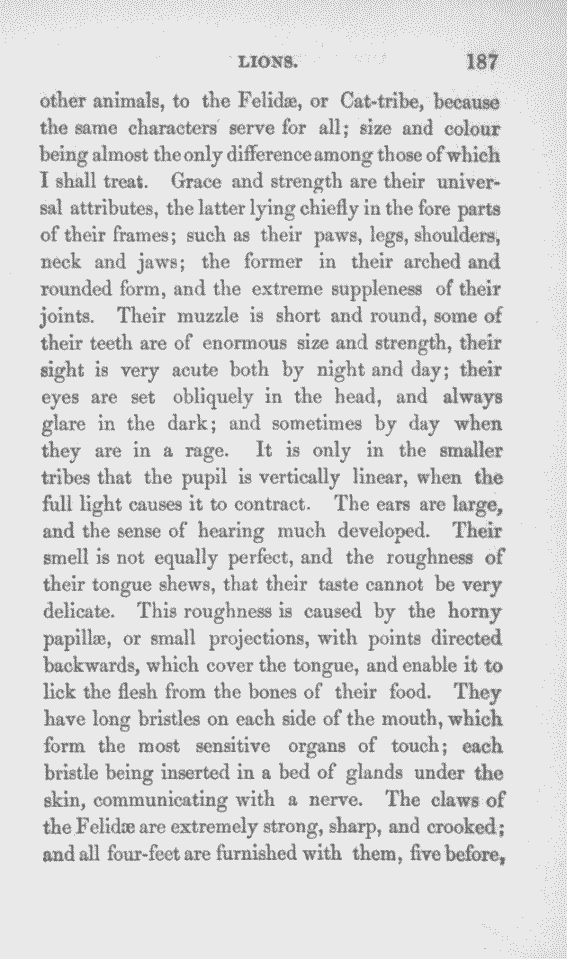 LIONS. 187
other animals, to the Felidæ, or Cat-tribe, because
the same characters serve for all; size and colour
being almost the only difference among those of which
I shall treat. Grace and strength are their univer-
sal attributes, the latter lying chiefly in the fore parts
of their frames; such as their paws, legs, shoulders,
neck and jaws; the former in their arched and
rounded form, and the extreme suppleness of their
joints. Their muzzle is short and round, some of
their teeth are of enormous size and strength, their
sight is very acute both by night and day; their
eyes are set obliquely in the head, and always
glare in the dark; and sometimes by day when
they are in a rage. It is only in the smaller
tribes that the pupil is vertically linear, when the
full light causes it to contract. The ears are large,
and the sense of hearing much developed. Their
smell is not equally perfect, and the roughness of
their tongue shews, that their taste cannot be very
delicate. This roughness is caused by the horny
papillæ, or small projections, with points directed
backwards, which cover the tongue, and enable it to
lick the flesh from the bones of their food. They
have long bristles on each side of the mouth, which
form the most sensitive organs of touch; each
bristle being inserted in a bed of glands under the
skin, communicating with a nerve. The claws of
the Felidæ are extremely strong, sharp, and crooked;
and all four-feet are furnished with them, five before,